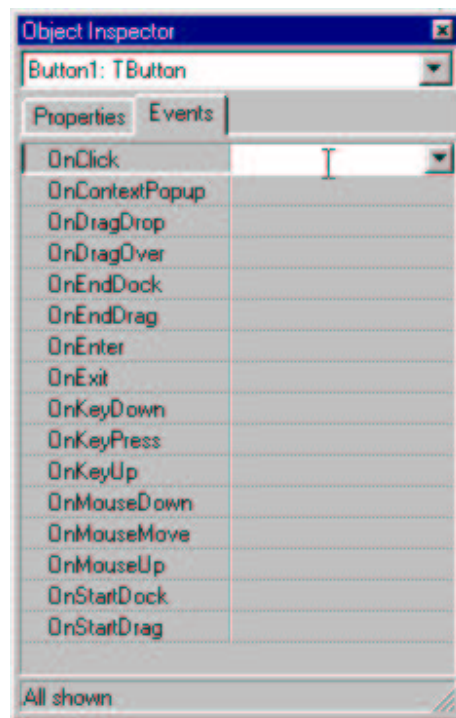 Object Inspector
Button1: TButton
Properties Events
OnClick
OnContextPopup
OnDragDrop
OnDragOver
OnEndDock
OnEndDrag
OnEnter
OnExit
OnKeyDown
OnKeyPress
OnKeyUp
OnMouseDown
OnMouseMove
OnMouseUp
OnStartDock
OnStartDrag
All shown